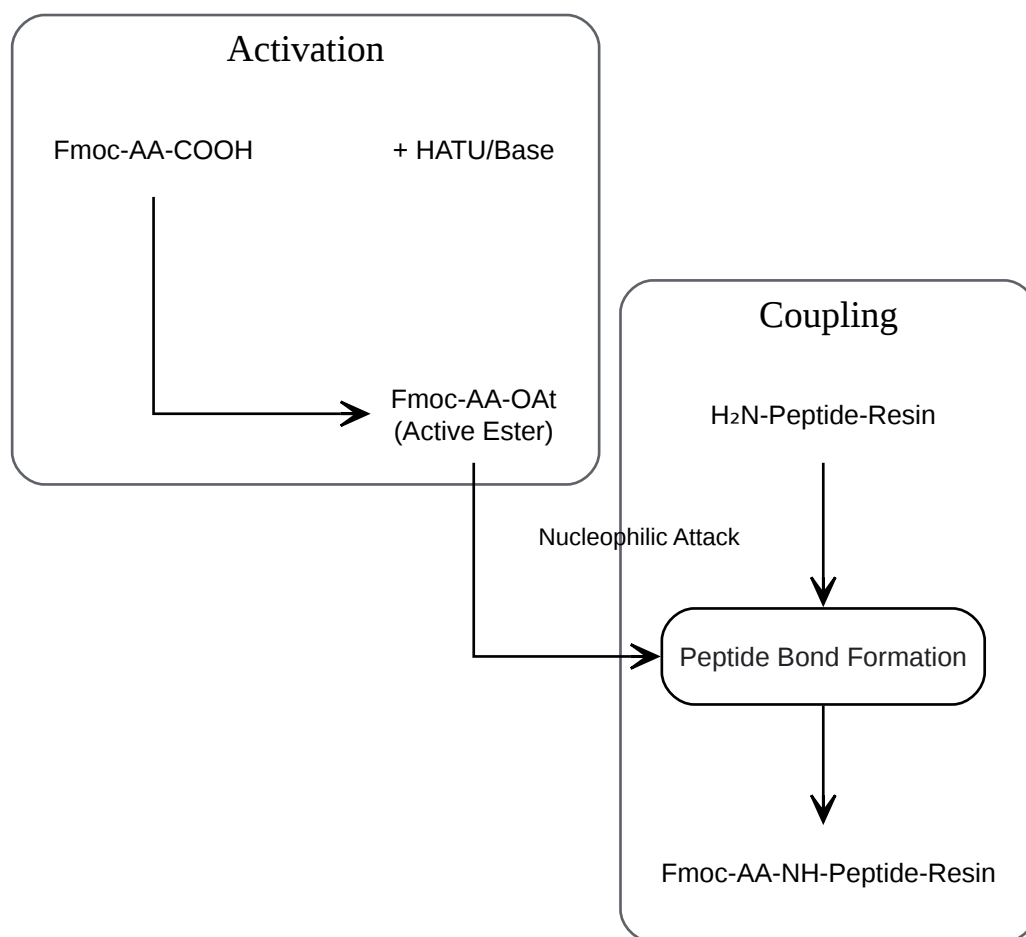 Activation
Fmoc-AA-COOH
+ HATU/Base
Fmoc-AA-OAt
(Active Ester)
Coupling
H₂N-Peptide-Resin
Nucleophilic Attack
Peptide Bond Formation
Fmoc-AA-NH-Peptide-Resin